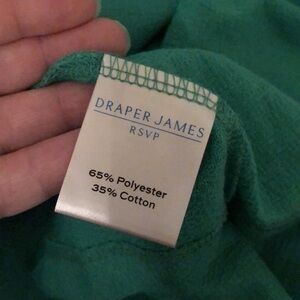 DRAPER JAMES
RSVP
65% Polyester
35% Cotton